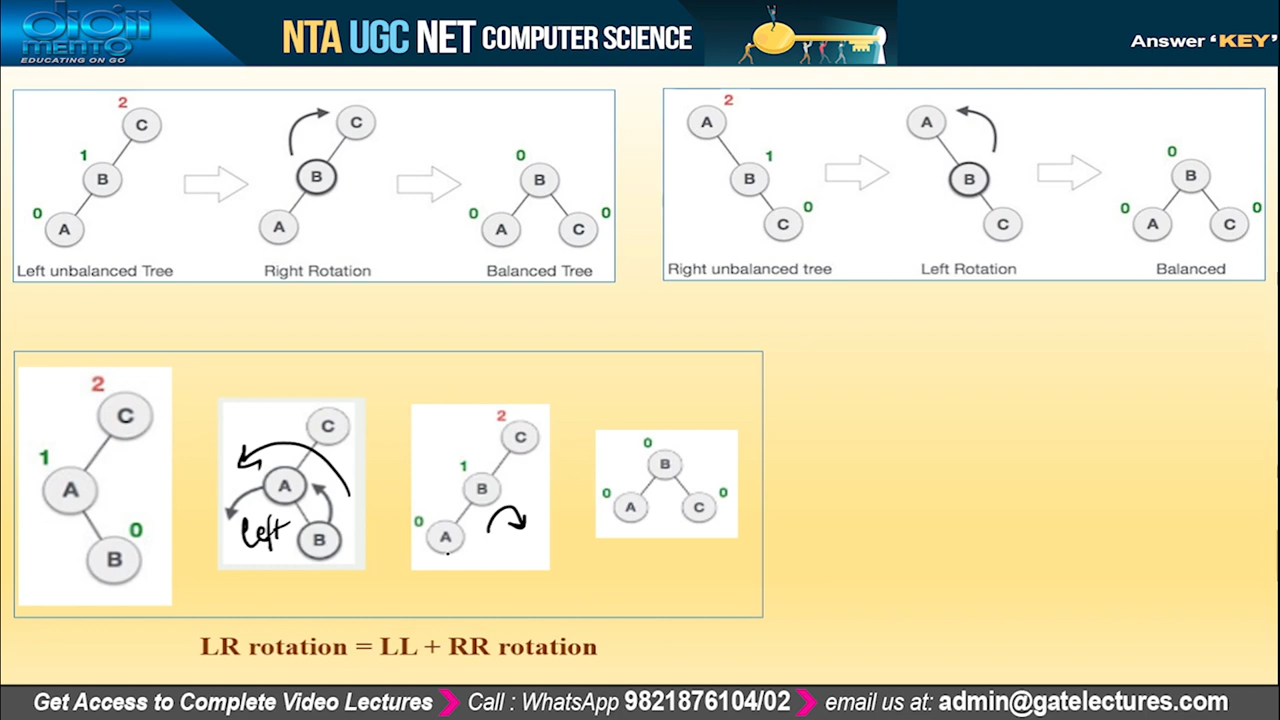 didii
MENTO
EDUCATING ON GO
NTA UGC NET COMPUTER SCIENCE
Answer ‘KEY’
2
C
1
B
0
A
C
B
A
0
B
0
A
0
C
Left unbalanced Tree
Right Rotation
Balanced Tree
A
2
B
1
C
0
A
B
C
0
B
0
A
0
C
Right unbalanced tree
Left Rotation
Balanced
2
C
1
A
0
B
C
A
Left
B
2
C
1
B
0
A
0
B
0
A
0
C
LR rotation = LL + RR rotation
Get Access to Complete Video Lectures
Call : WhatsApp 9821876104/02
email us at: admin@gatelectures.com